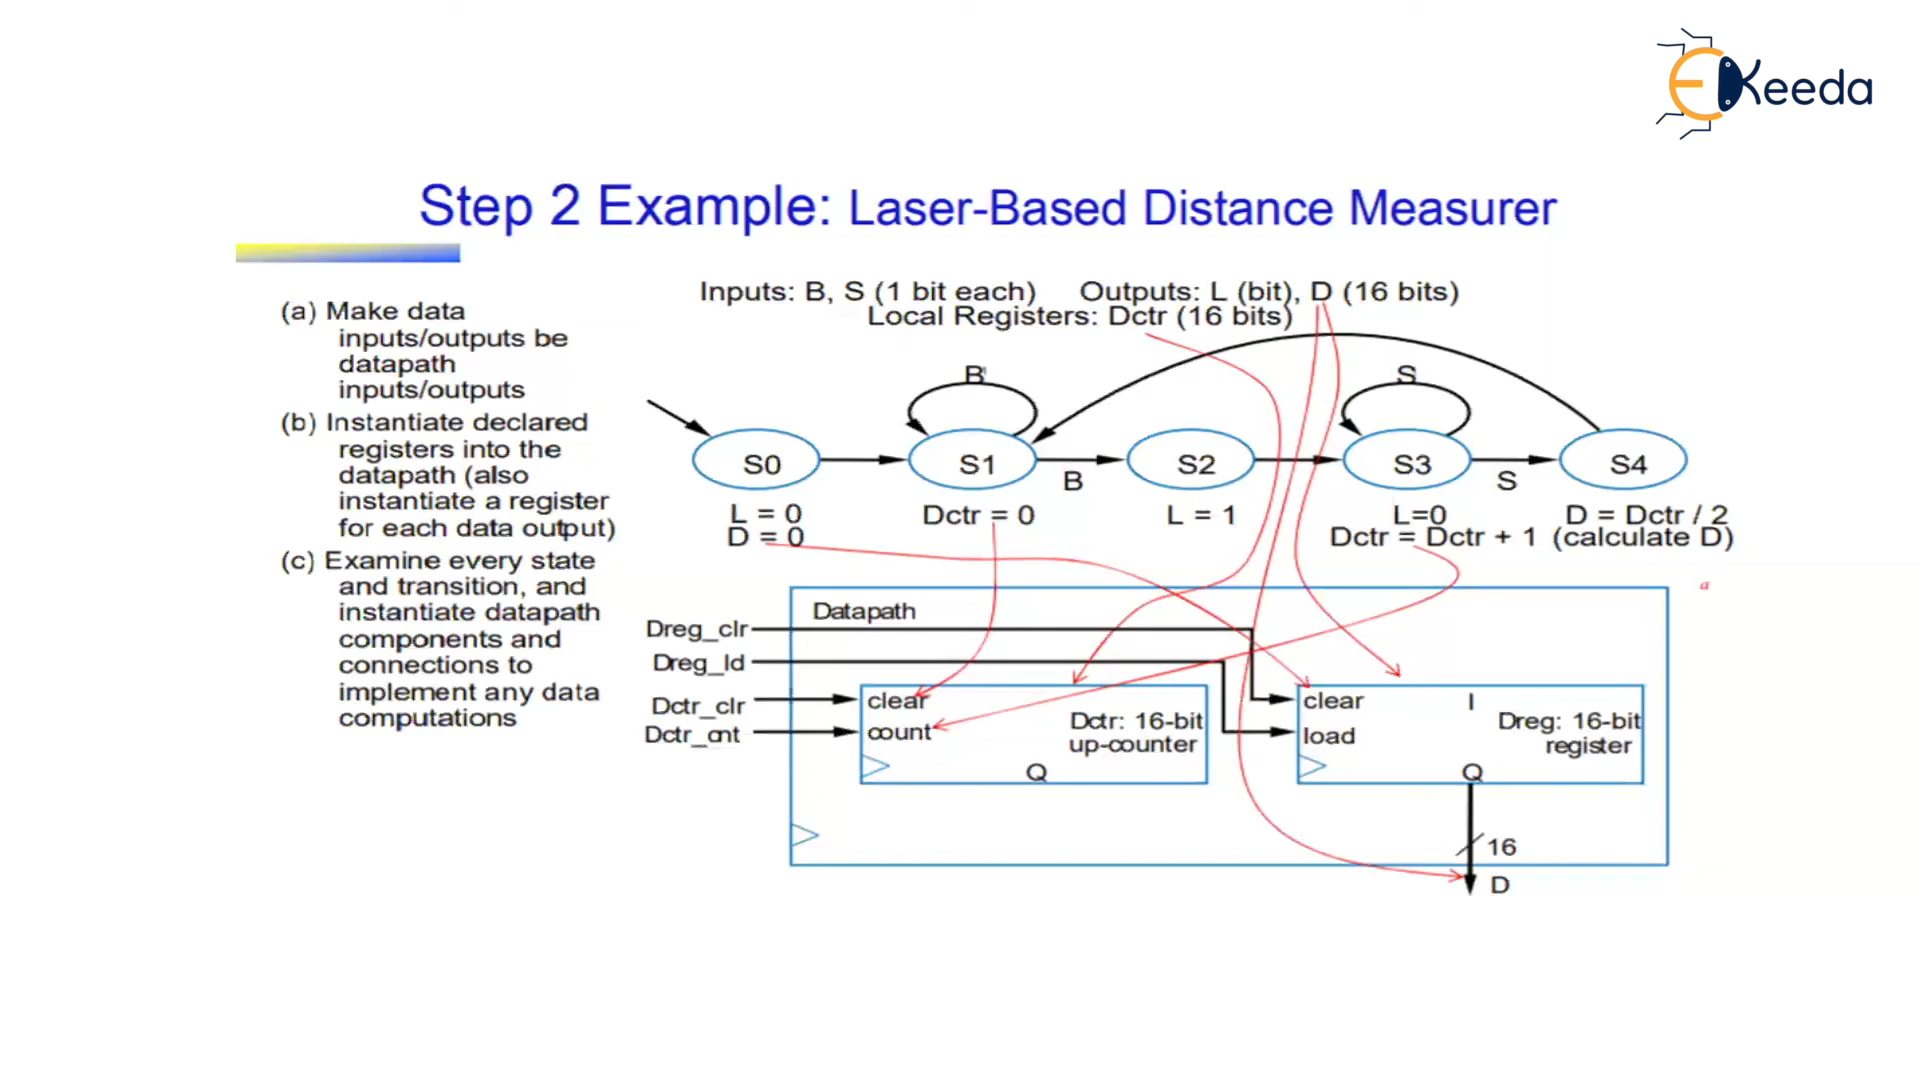 EKeeda
Step 2 Example: Laser-Based Distance Measurer
(a) Make data
inputs/outputs be
datapath
inputs/outputs
(b) Instantiate declared
registers into the
datapath (also
instantiate a register
for each data output)
(c) Examine every state
and transition, and
instantiate datapath
components and
connections to
implement any data
computations
Inputs: B, S (1 bit each) Outputs: L (bit), D (16 bits)
Local Registers: Dctr (16 bits)
B' S
S0 S1 S2 S3 S4
B S
L = 0 Dctr = 0 L = 1 L=0 D = Dctr / 2
D = 0 Dctr = Dctr + 1 (calculate D)
a
Datapath
Dreg_clr
Dreg_ld
Dctr_clr
Dctr_cnt
clear
count
Dctr: 16-bit
up-counter
Q
clear I
load
Dreg: 16-bit
register
Q
16
D